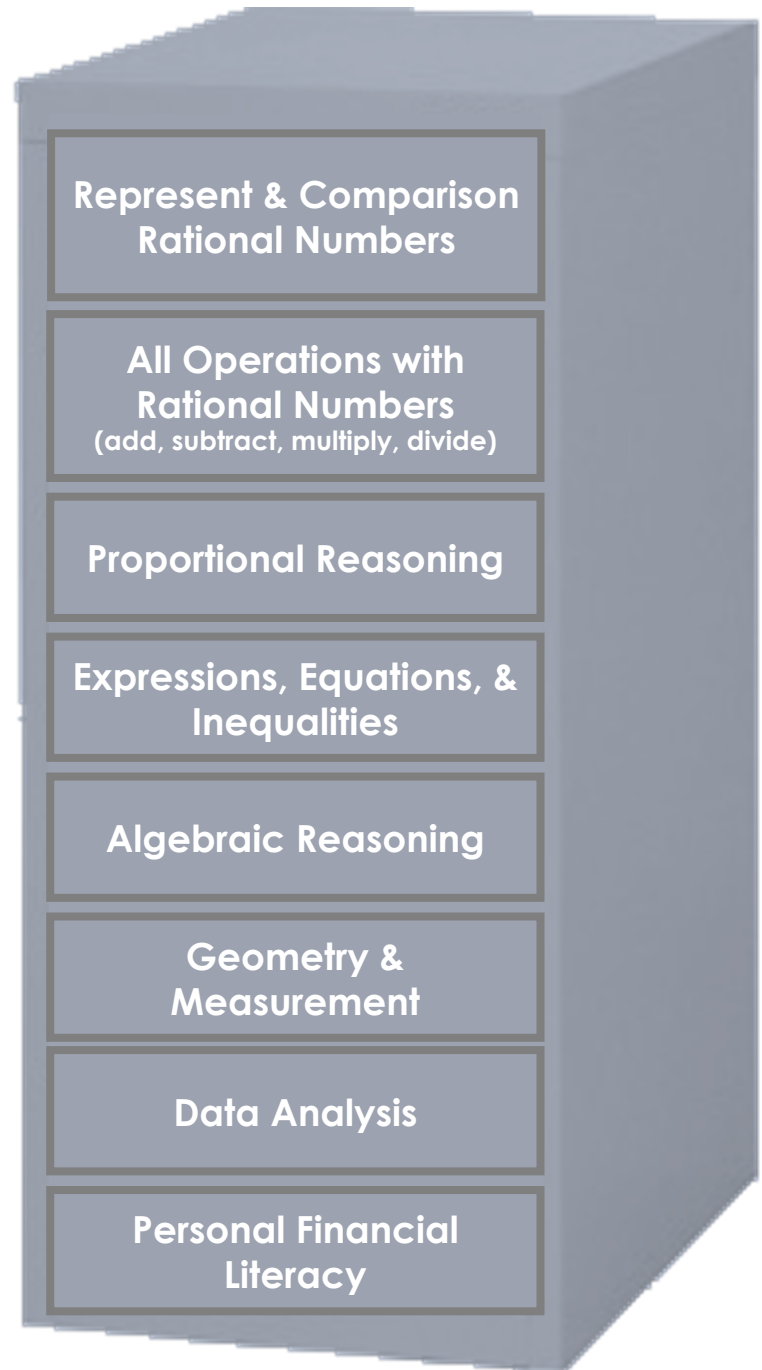 Represent & Comparison
Rational Numbers
All Operations with
Rational Numbers
(add, subtract, multiply, divide)
Proportional Reasoning
Expressions, Equations, &
Inequalities
Algebraic Reasoning
Geometry &
Measurement
Data Analysis
Personal Financial
Literacy